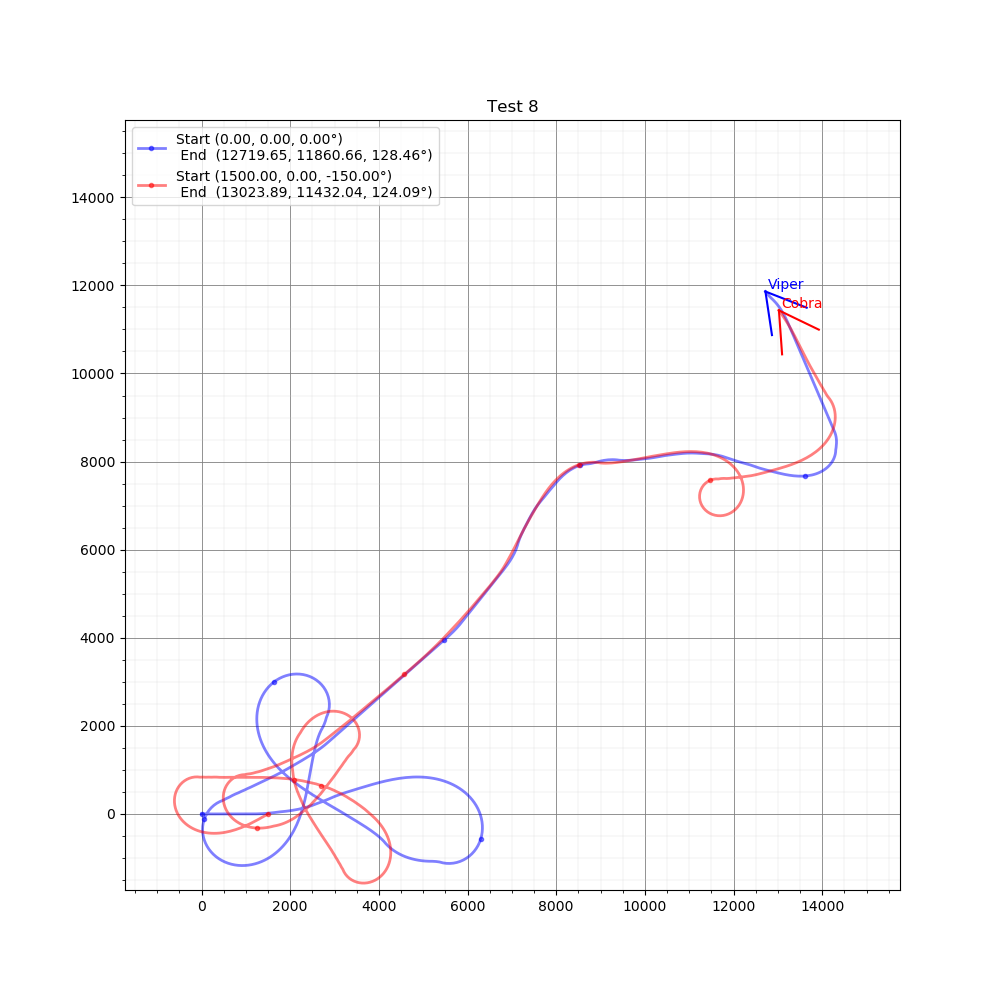 Test 8
Start (0.00, 0.00, 0.00°)
End  (12719.65, 11860.66, 128.46°)
Start (1500.00, 0.00, -150.00°)
End  (13023.89, 11432.04, 124.09°)
14000
12000
Viper
Cobra
10000
8000
6000
4000
2000
0
0 2000 4000 6000 8000 10000 12000 14000